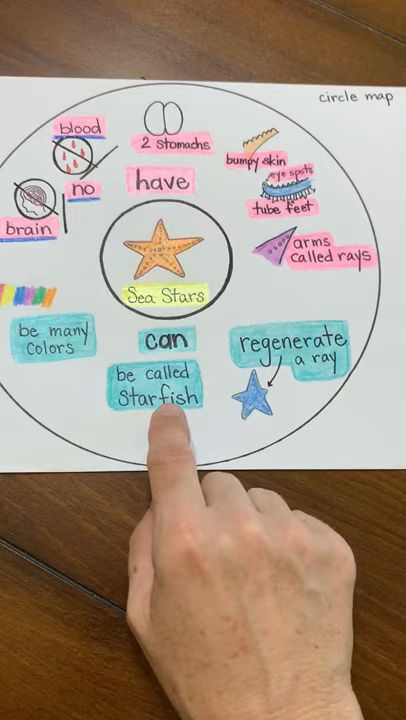 circle map
blood
2 stomachs
bumpy skin
eye spots
no
have
tube feet
brain
arms
called rays
Sea Stars
be many
colors
can
regenerate
a ray
be called
Starfish